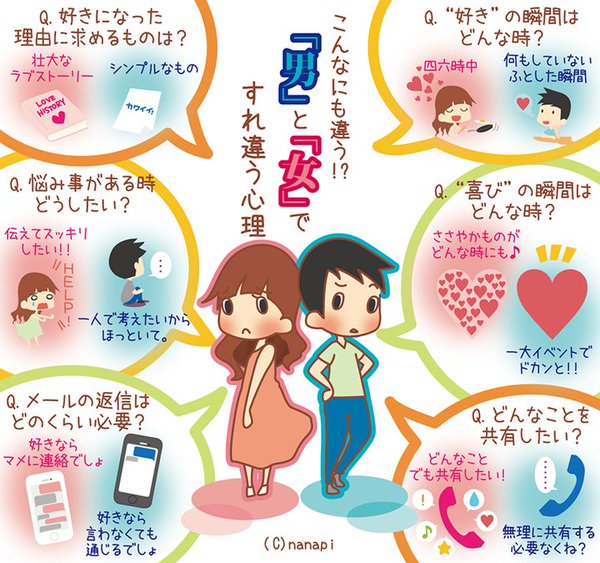 こんなにも違う!?
『男』と『女』で
すれ違う心理
Q. 好きになった
理由に求めるものは?
壮大な
ラブストーリー
LOVE
HISTORY
シンプルなもの
カワイイ!
Q. “好き” の瞬間は
どんな時?
四六時中
何もしていない
ふとした瞬間
Q. 悩み事がある時
どうしたい?
伝えてスッキリ
したい!!
HELP!
...
一人で考えたいから
ほっといて。
Q. “喜び” の瞬間は
どんな時?
ささやかものが
どんな時にも♪
一大イベントで
ドカンと!!
Q. メールの返信は
どのくらい必要?
好きなら
マメに連絡でしょ
好きなら
言わなくても
通じるでしょ
Q. どんなことを
共有したい?
どんなこと
でも共有したい!
!
♪
......
無理に共有する
必要なくね?
(C)nanapi